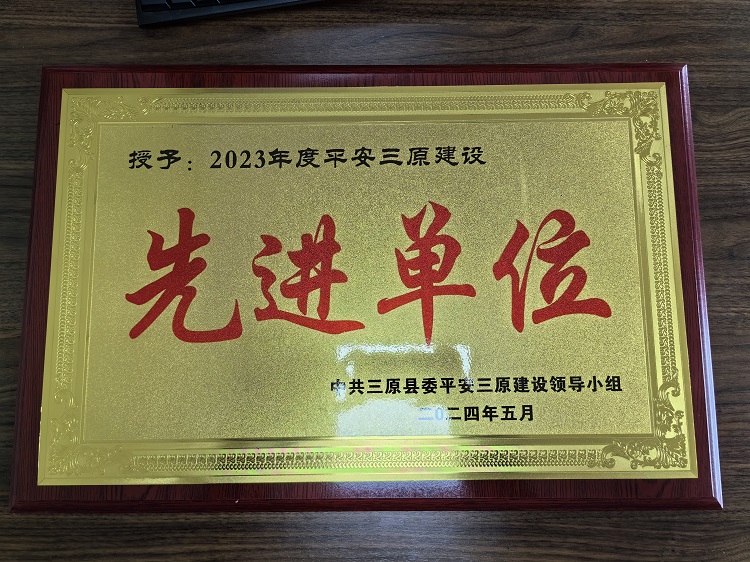 授予：2023年度平安三原建设
先进单位
中共三原县委平安三原建设领导小组
二〇二四年五月